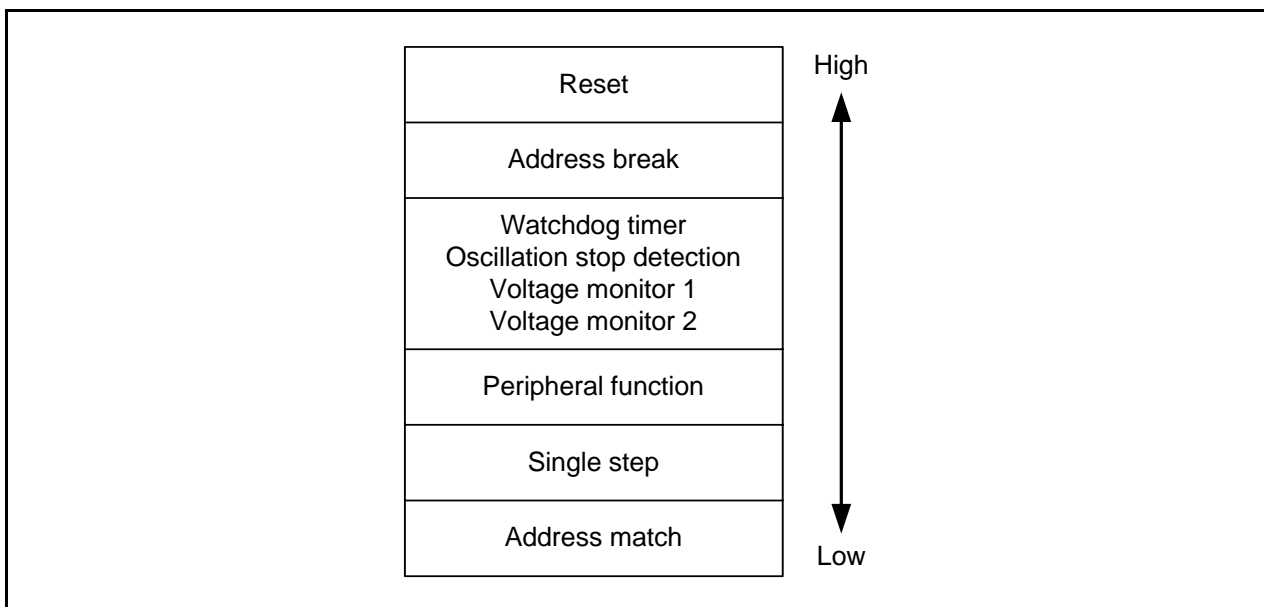 Reset
High
Address break
Watchdog timer
Oscillation stop detection
Voltage monitor 1
Voltage monitor 2
Peripheral function
Single step
Address match
Low